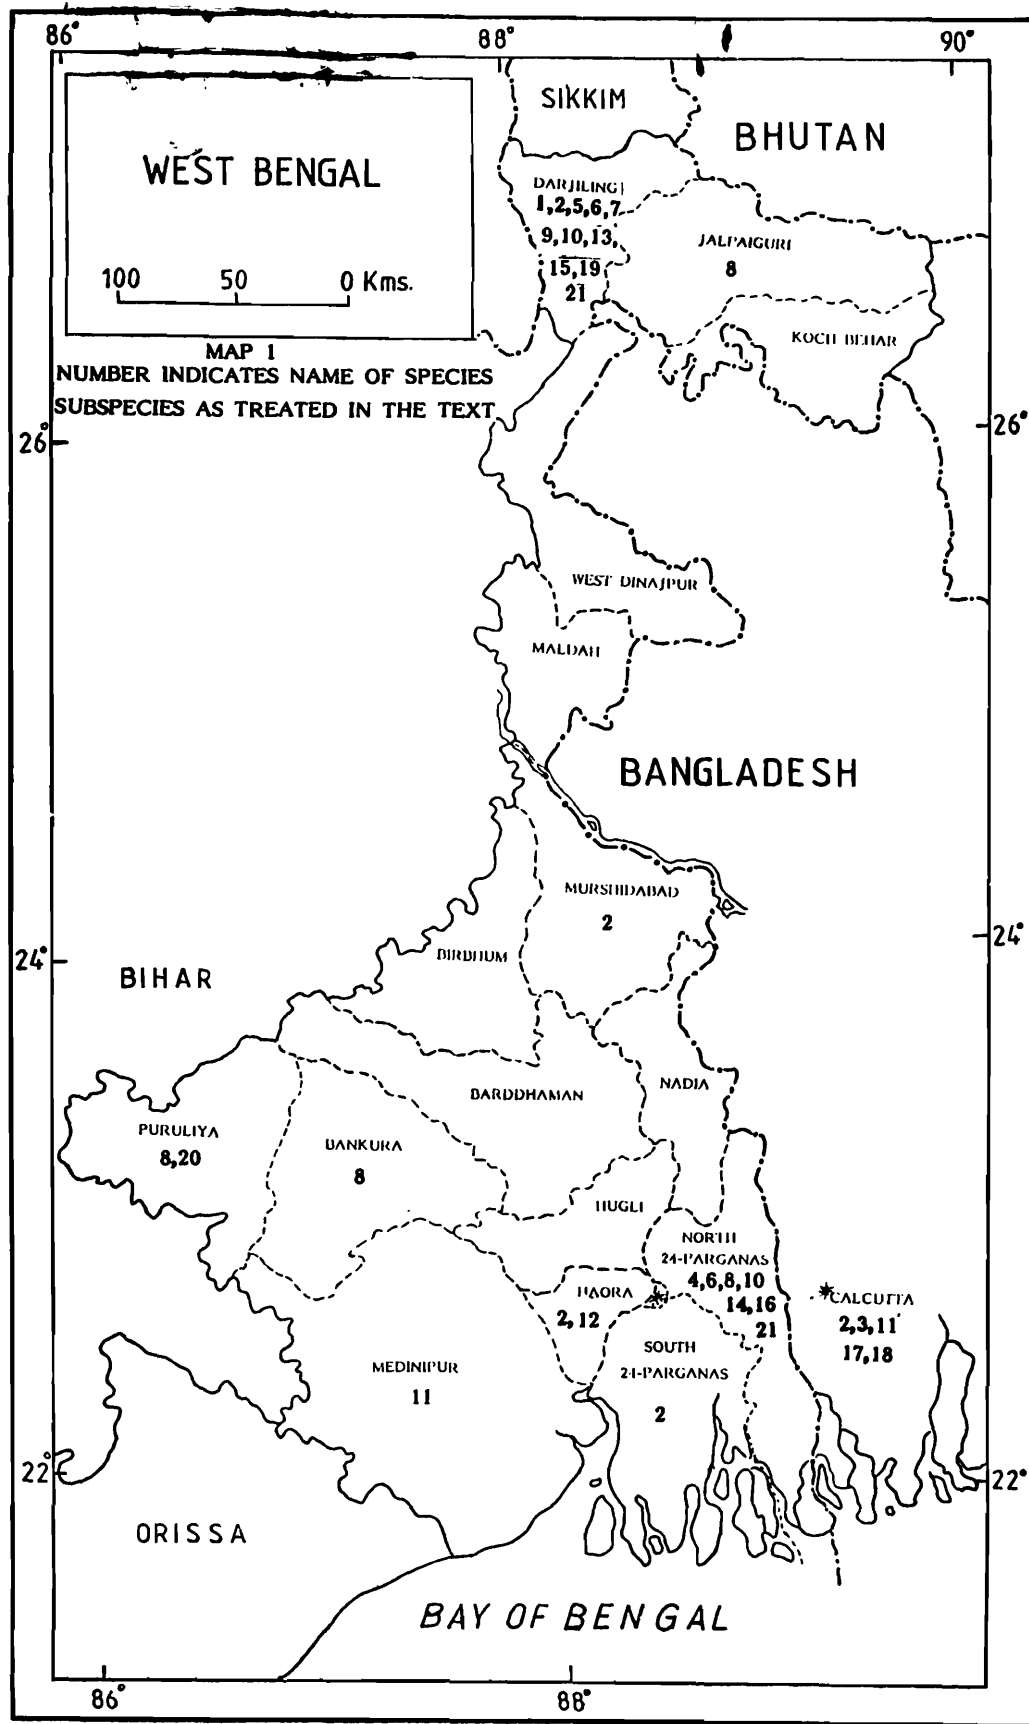 86°
88°
90°
SIKKIM
BHUTAN
WEST BENGAL
100 50 0 Kms.
DARJILING
1,2,5,6,7
9,10,13,
15,19
21
JALPAIGURI
8
KOCH BEHAR
MAP 1
NUMBER INDICATES NAME OF SPECIES
SUBSPECIES AS TREATED IN THE TEXT
26°
26°
WEST DINAJPUR
MALDAH
BANGLADESH
MURSHIDABAD
2
24°
24°
BIRBHUM
BIHAR
NADIA
BARDDHAMAN
PURULIYA
8,20
BANKURA
8
HUGLI
NORTH
24-PARGANAS
4,6,8,10
14,16
21
HAORA
2,12
CALCUTTA
2,3,11
17,18
SOUTH
24-PARGANAS
2
MEDINIPUR
11
22°
22°
ORISSA
BAY OF BENGAL
86°
88°